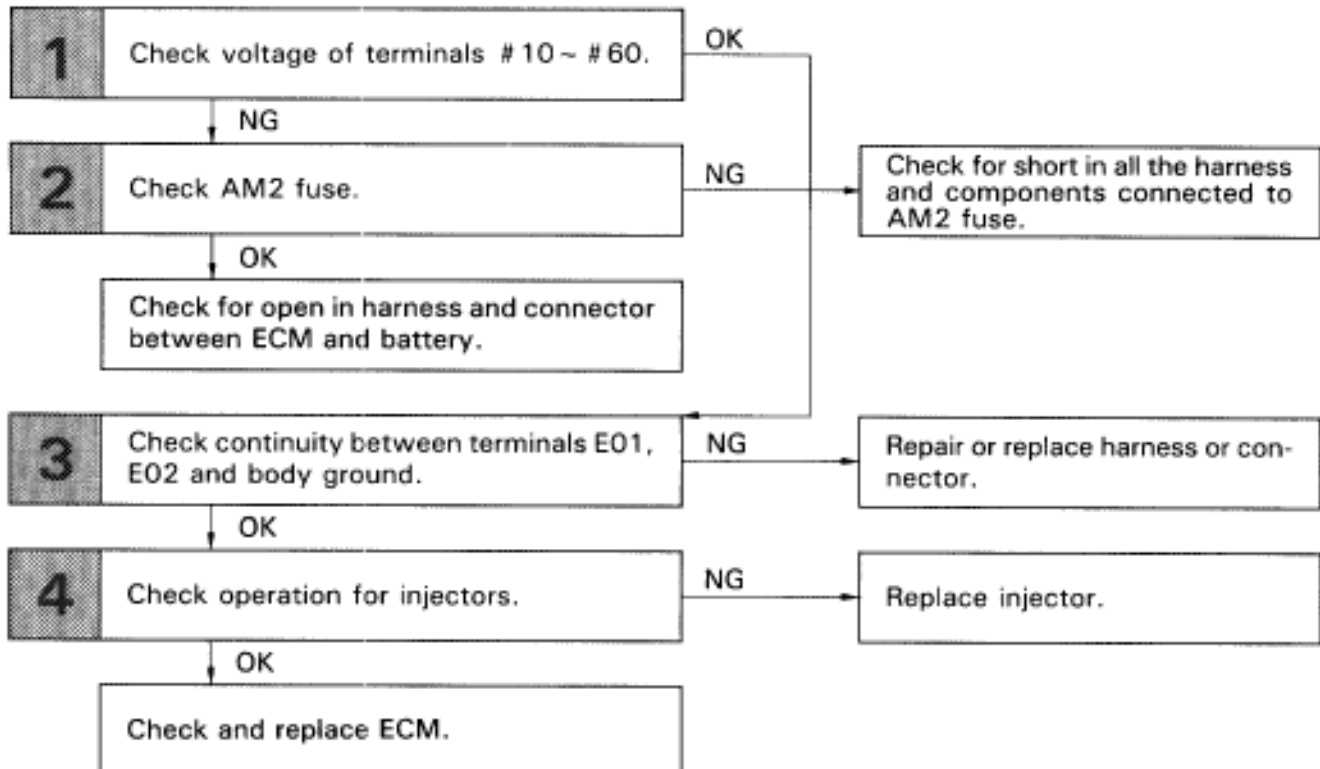 1
Check voltage of terminals #10 ~ #60.
OK
NG
2
Check AM2 fuse.
NG
Check for short in all the harness
and components connected to
AM2 fuse.
OK
Check for open in harness and connector
between ECM and battery.
3
Check continuity between terminals E01,
E02 and body ground.
NG
Repair or replace harness or con-
nector.
OK
4
Check operation for injectors.
NG
Replace injector.
OK
Check and replace ECM.